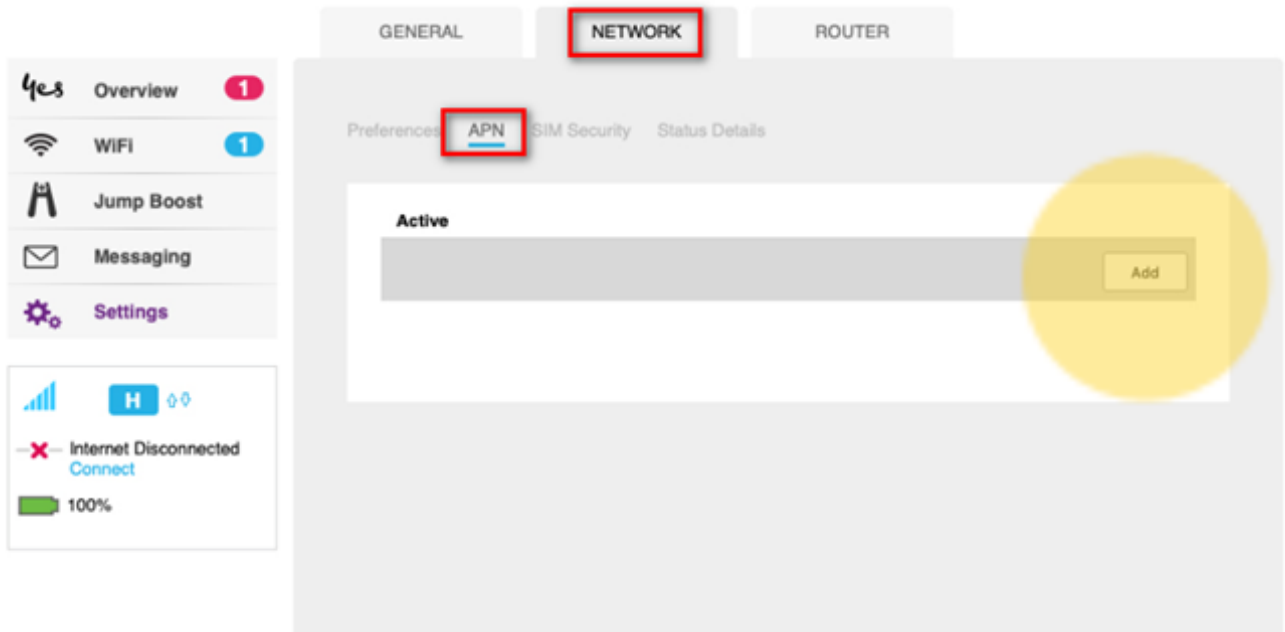 GENERAL
NETWORK
ROUTER
yes Overview 1
WiFi 1
Jump Boost
Messaging
Settings
H
Internet Disconnected
Connect
100%
Preferences APN SIM Security Status Details
Active
Add